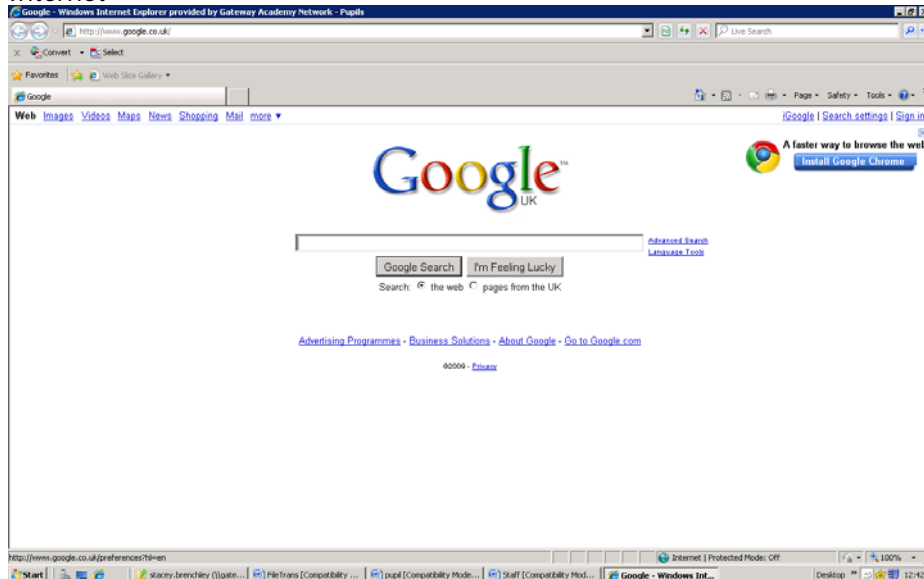 Internet
Google - Windows Internet Explorer provided by Gateway Academy Network - Pupils
http://www.google.co.uk/
Live Search
x Convert Select
Favorites Web Slice Gallery
Google
Page Safety Tools
Web Images Videos Maps News Shopping Mail more
iGoogle | Search settings | Sign in
A faster way to browse the web
Install Google Chrome
Google™
UK
Advanced Search
Language Tools
Google Search I'm Feeling Lucky
Search: the web pages from the UK
Advertising Programmes - Business Solutions - About Google - Go to Google.com
©2009 - Privacy
http://www.google.co.uk/preferences?hl=en
Internet | Protected Mode: Off
100%
Start stacey.brenchley (\\gate... FileTrans [Compatibility ... pupil [Compatibility Mode... Staff [Compatibility Mod... Google - Windows Int... Desktop 12:42